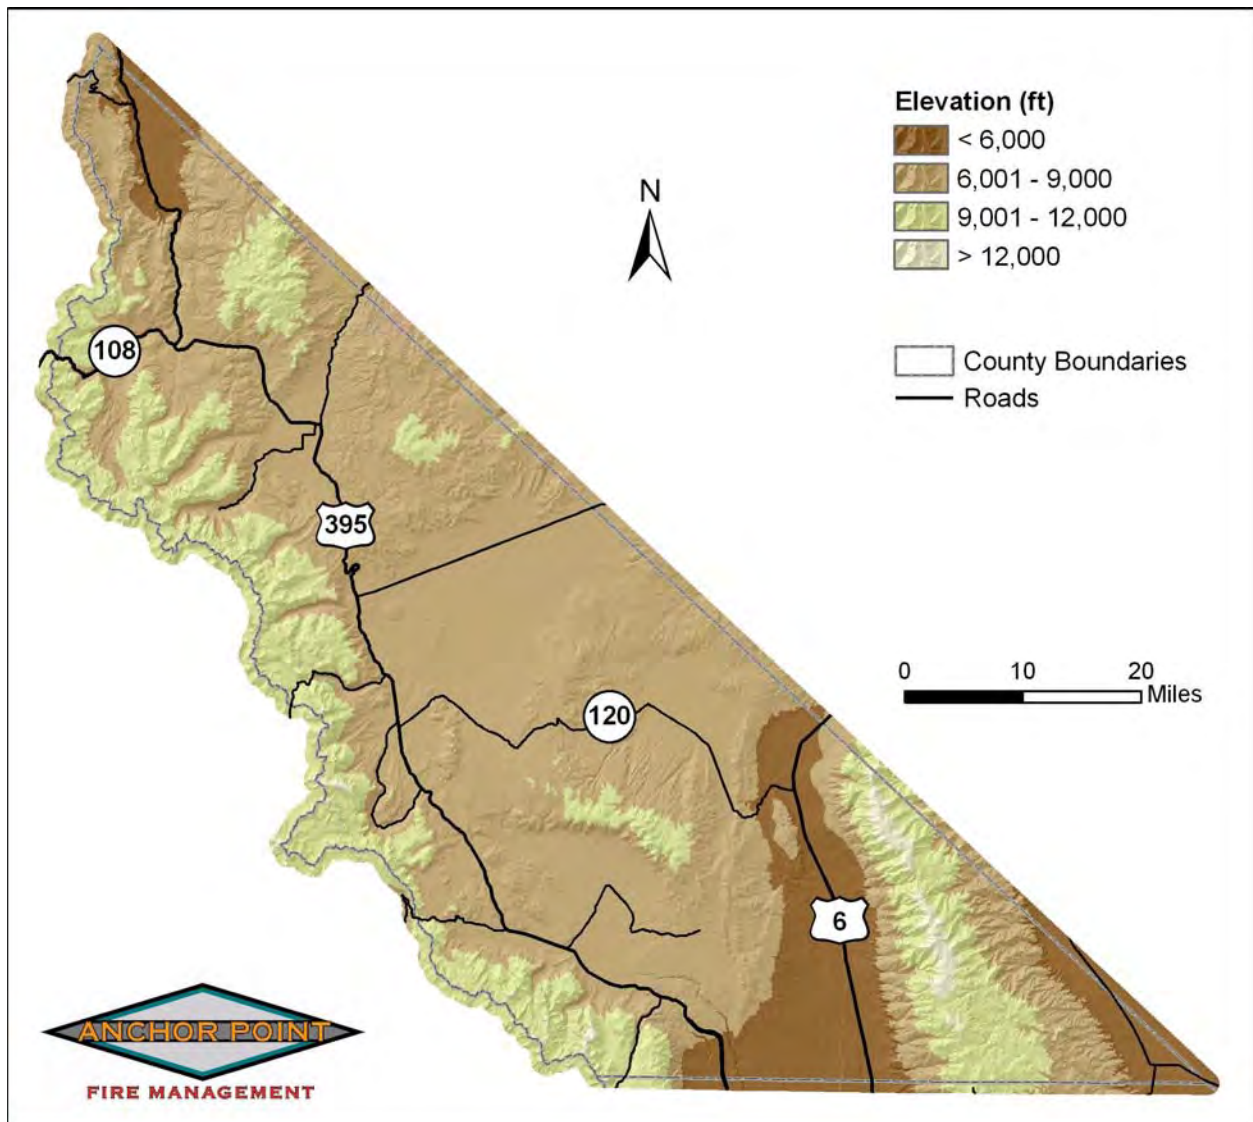 Elevation (ft)
< 6,000
6,001 - 9,000
9,001 - 12,000
> 12,000
N
County Boundaries
Roads
108
395
120
6
0 10 20
Miles
ANCHOR POINT
FIRE MANAGEMENT